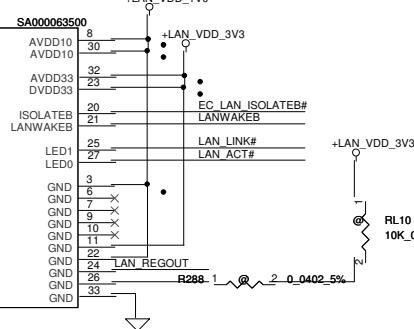 SA000063500
+LAN_VDD_3V3
8
AVDD10
30
AVDD10
32
AVDD33
23
DVDD33
20
EC_LAN_ISOLATEB#
ISOLATEB
21
LANWAKEB
LANWAKEB
25
LAN_LINK#
LED1
27
LAN_ACT#
LED0
+LAN_VDD_3V3
3
GND
6
GND
7
GND
9
GND
10
GND
11
GND
22
GND
24
LAN_REGOUT
GND
26
GND
33
GND
1
@
RL10
2
R288 1 @ 2 0_0402_5%